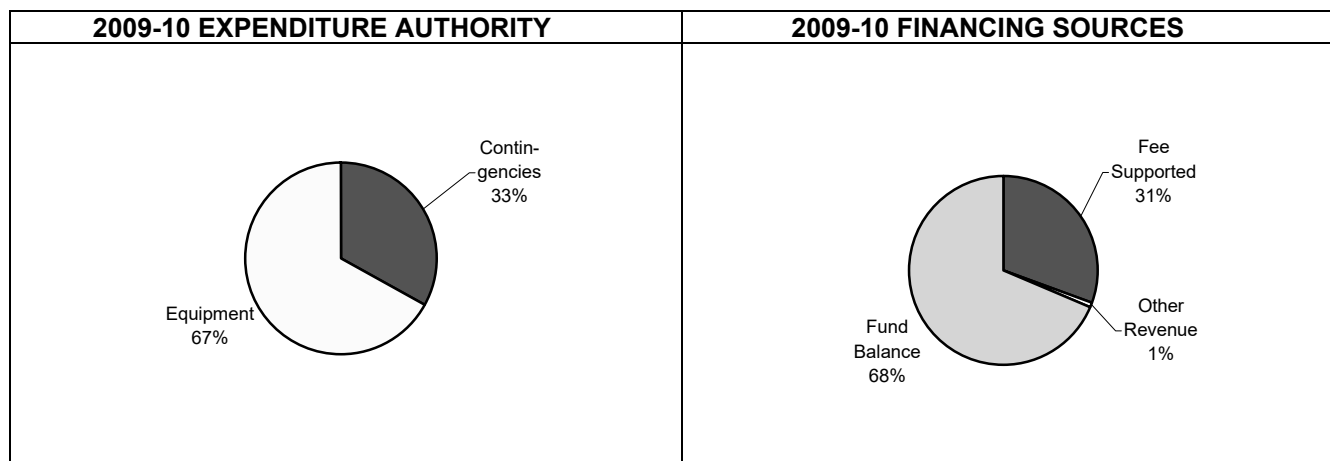 2009-10 EXPENDITURE AUTHORITY
2009-10 FINANCING SOURCES
Contin-
gencies
33%
Equipment
67%
Fee
Supported
31%
Other
Revenue
1%
Fund
Balance
68%